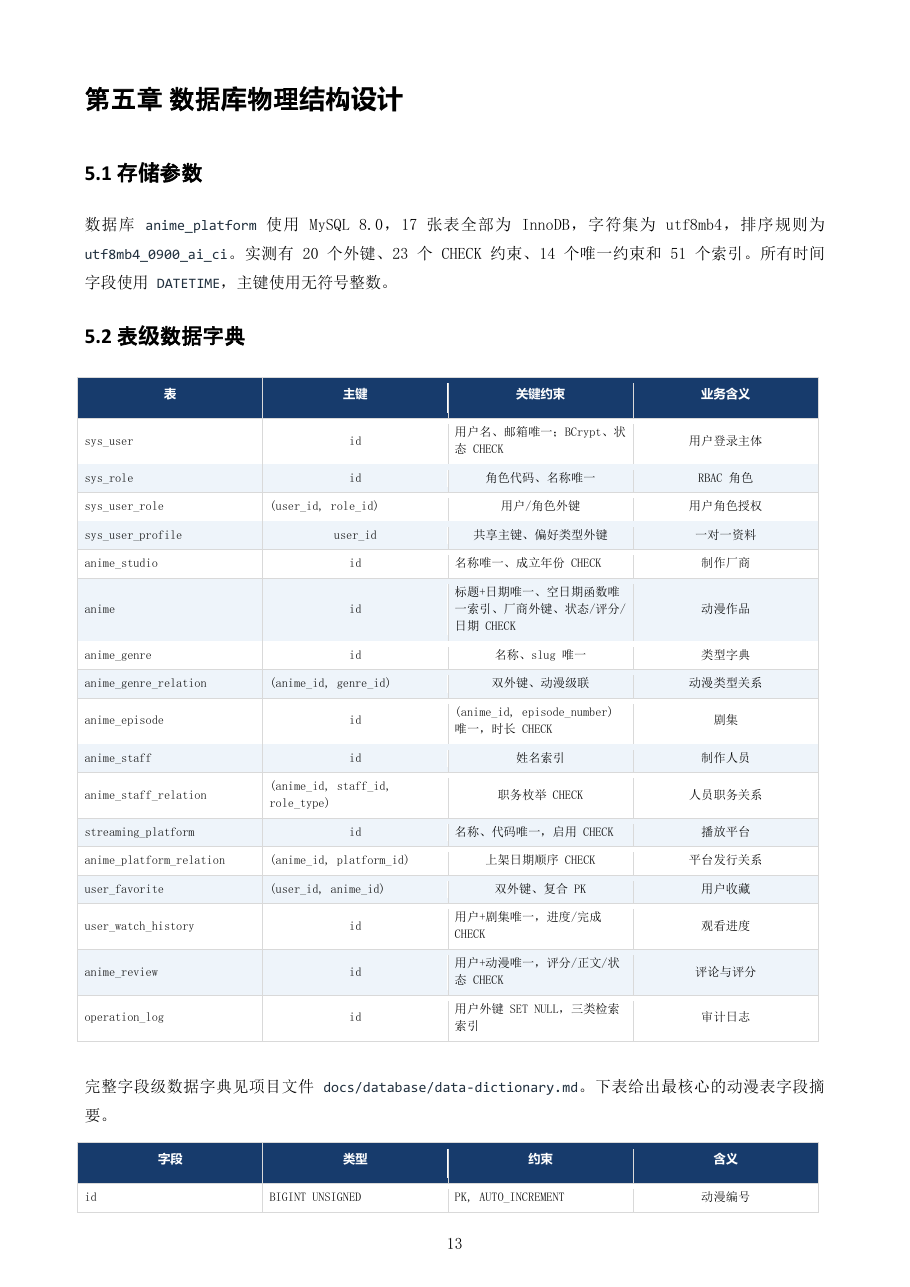 第五章 数据库物理结构设计
5.1 存储参数
数据库 anime_platform 使用 MySQL 8.0，17 张表全部为 InnoDB，字符集为 utf8mb4，排序规则为
utf8mb4_0900_ai_ci。实测有 20 个外键、23 个 CHECK 约束、14 个唯一约束和 51 个索引。所有时间
字段使用 DATETIME，主键使用无符号整数。
5.2 表级数据字典
表 主键 关键约束 业务含义
sys_user id 用户名、邮箱唯一；BCrypt、状
态 CHECK 用户登录主体
sys_role id 角色代码、名称唯一 RBAC 角色
sys_user_role (user_id, role_id) 用户/角色外键 用户角色授权
sys_user_profile user_id 共享主键、偏好类型外键 一对一资料
anime_studio id 名称唯一、成立年份 CHECK 制作厂商
anime id 标题+日期唯一、空日期函数唯
一索引、厂商外键、状态/评分/
日期 CHECK 动漫作品
anime_genre id 名称、slug 唯一 类型字典
anime_genre_relation (anime_id, genre_id) 双外键、动漫级联 动漫类型关系
anime_episode id (anime_id, episode_number)
唯一，时长 CHECK 剧集
anime_staff id 姓名索引 制作人员
anime_staff_relation (anime_id, staff_id,
role_type) 职务枚举 CHECK 人员职务关系
streaming_platform id 名称、代码唯一，启用 CHECK 播放平台
anime_platform_relation (anime_id, platform_id) 上架日期顺序 CHECK 平台发行关系
user_favorite (user_id, anime_id) 双外键、复合 PK 用户收藏
user_watch_history id 用户+剧集唯一，进度/完成
CHECK 观看进度
anime_review id 用户+动漫唯一，评分/正文/状
态 CHECK 评论与评分
operation_log id 用户外键 SET NULL，三类检索
索引 审计日志
完整字段级数据字典见项目文件 docs/database/data-dictionary.md。下表给出最核心的动漫表字段摘
要。
字段 类型 约束 含义
id BIGINT UNSIGNED PK, AUTO_INCREMENT 动漫编号
13